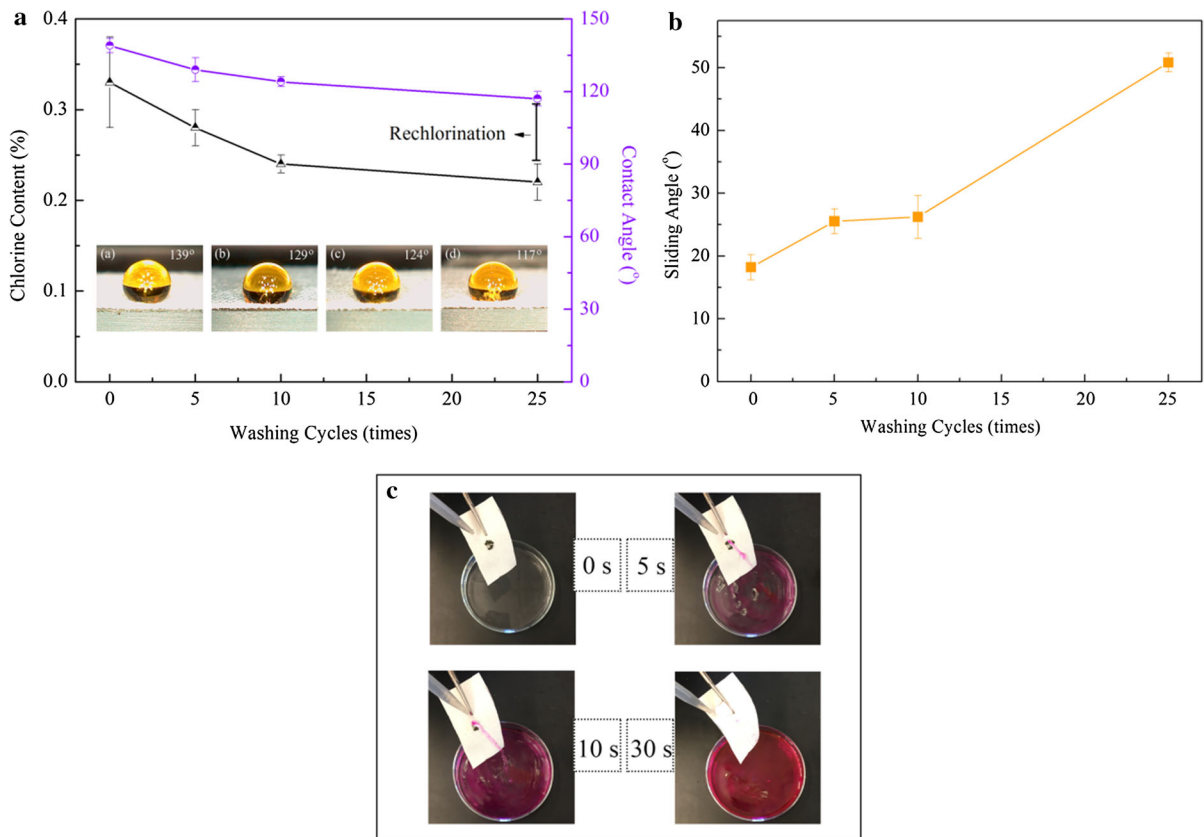 a
0.4
0.3
0.2
0.1
0.0
Chlorine Content (%)
150
120
90
60
30
0
Contact Angle (°)
Rechlorination
(a) 139° (b) 129° (c) 124° (d) 117°
0 5 10 15 20 25
Washing Cycles (times)
b
50
40
30
20
10
0
Sliding Angle (°)
0 5 10 15 20 25
Washing Cycles (times)
c
0 s 5 s
10 s 30 s